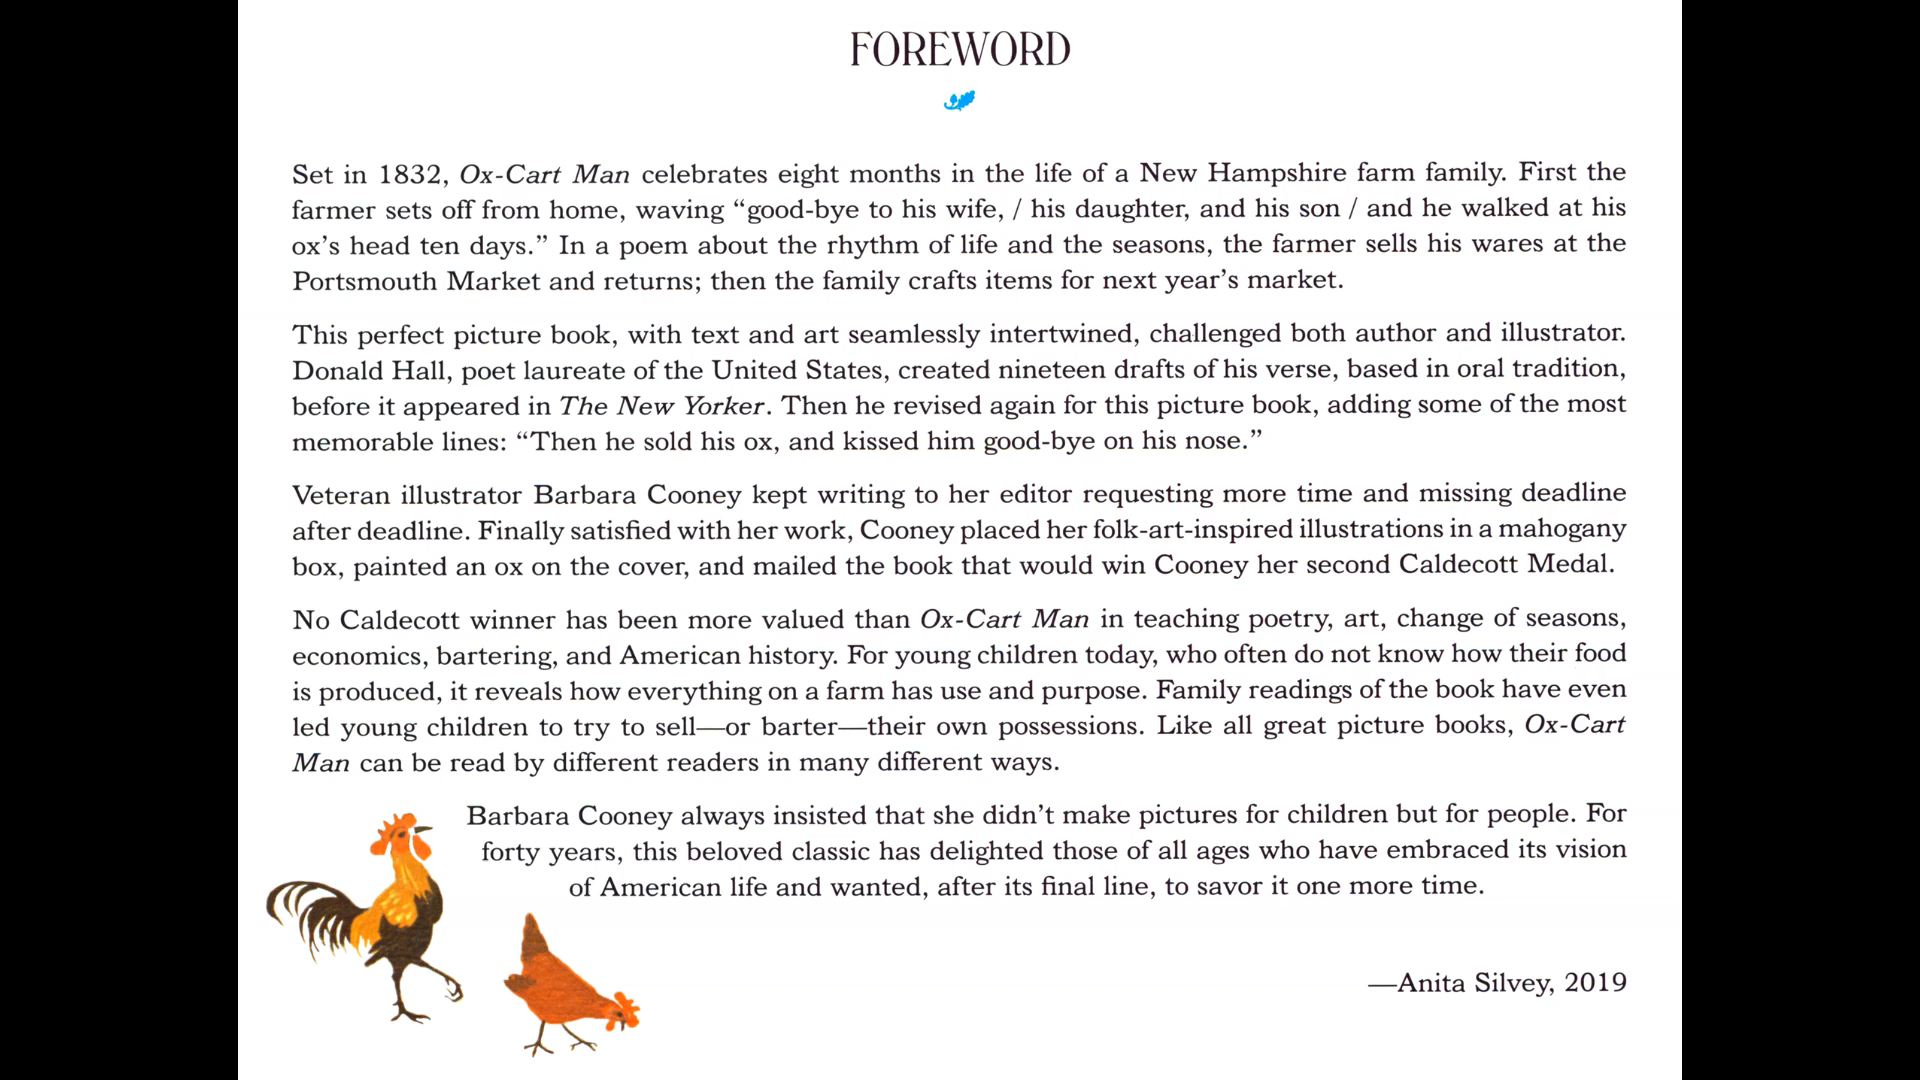 FOREWORD
Set in 1832, Ox-Cart Man celebrates eight months in the life of a New Hampshire farm family. First the
farmer sets off from home, waving “good-bye to his wife, / his daughter, and his son / and he walked at his
ox’s head ten days.” In a poem about the rhythm of life and the seasons, the farmer sells his wares at the
Portsmouth Market and returns; then the family crafts items for next year’s market.
This perfect picture book, with text and art seamlessly intertwined, challenged both author and illustrator.
Donald Hall, poet laureate of the United States, created nineteen drafts of his verse, based in oral tradition,
before it appeared in The New Yorker. Then he revised again for this picture book, adding some of the most
memorable lines: “Then he sold his ox, and kissed him good-bye on his nose.”
Veteran illustrator Barbara Cooney kept writing to her editor requesting more time and missing deadline
after deadline. Finally satisfied with her work, Cooney placed her folk-art-inspired illustrations in a mahogany
box, painted an ox on the cover, and mailed the book that would win Cooney her second Caldecott Medal.
No Caldecott winner has been more valued than Ox-Cart Man in teaching poetry, art, change of seasons,
economics, bartering, and American history. For young children today, who often do not know how their food
is produced, it reveals how everything on a farm has use and purpose. Family readings of the book have even
led young children to try to sell—or barter—their own possessions. Like all great picture books, Ox-Cart
Man can be read by different readers in many different ways.
Barbara Cooney always insisted that she didn’t make pictures for children but for people. For
forty years, this beloved classic has delighted those of all ages who have embraced its vision
of American life and wanted, after its final line, to savor it one more time.
—Anita Silvey, 2019